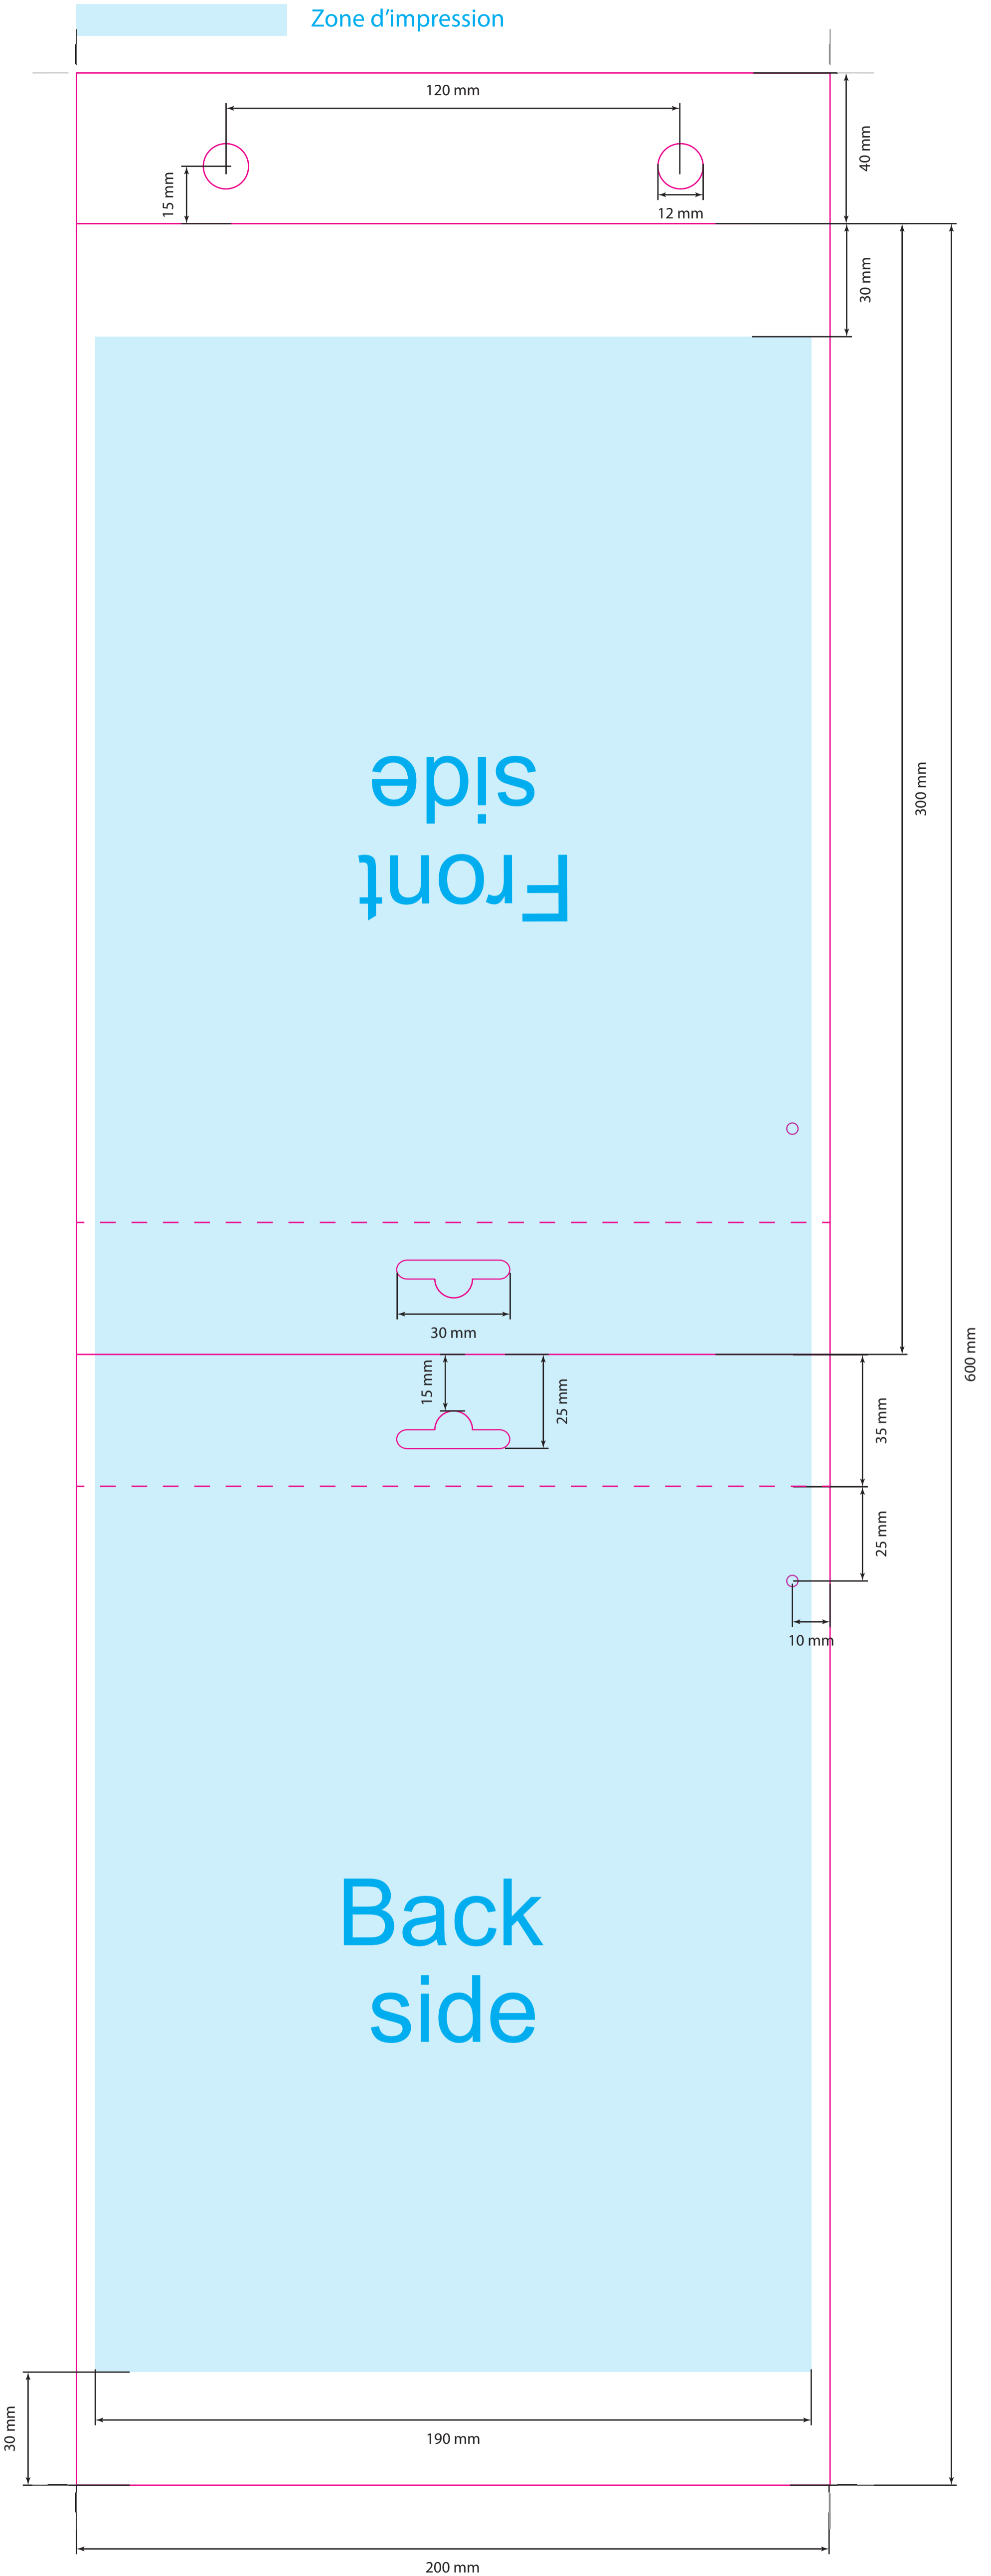 Zone d’impression
120 mm
40 mm
15 mm
12 mm
30 mm
Front
side
300 mm
30 mm
600 mm
15 mm
25 mm
35 mm
25 mm
10 mm
Back
side
30 mm
190 mm
200 mm